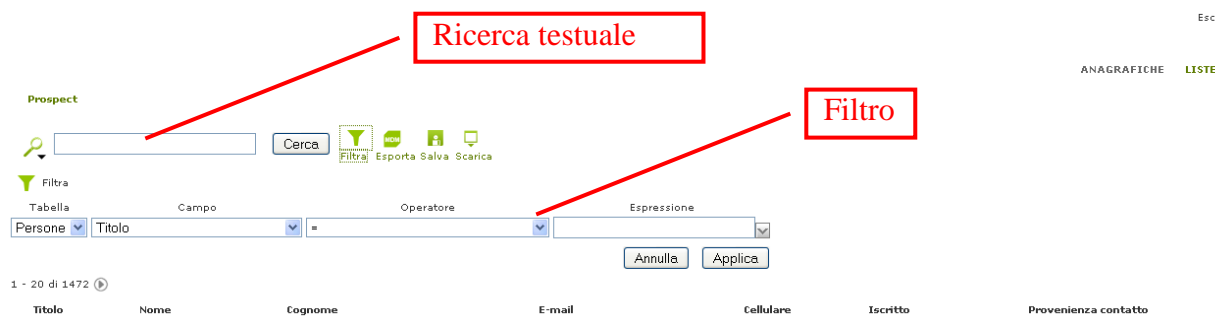 Ricerca testuale
Esc
ANAGRAFICHE LISTE
Prospect
Filtro
Cerca
Filtra Esporta Salva Scarica
Filtra
Tabella Campo Operatore Espressione
Persone Titolo =
Annulla Applica
1 - 20 di 1472
Titolo Nome Cognome E-mail Cellulare Iscritto Provenienza contatto